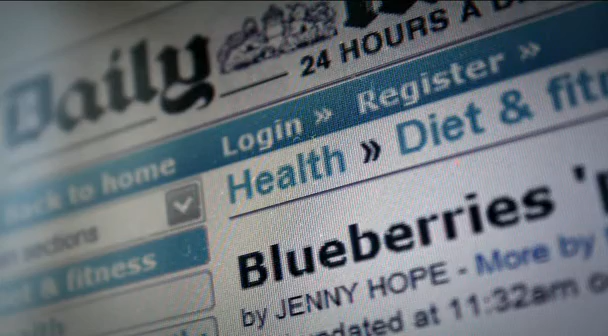 Daily
24 HOURS A D
Login » Register »
Back to home
Health » Diet & fit
sections
& fitness
Blueberries '
by JENNY HOPE - More by
updated at 11:32am